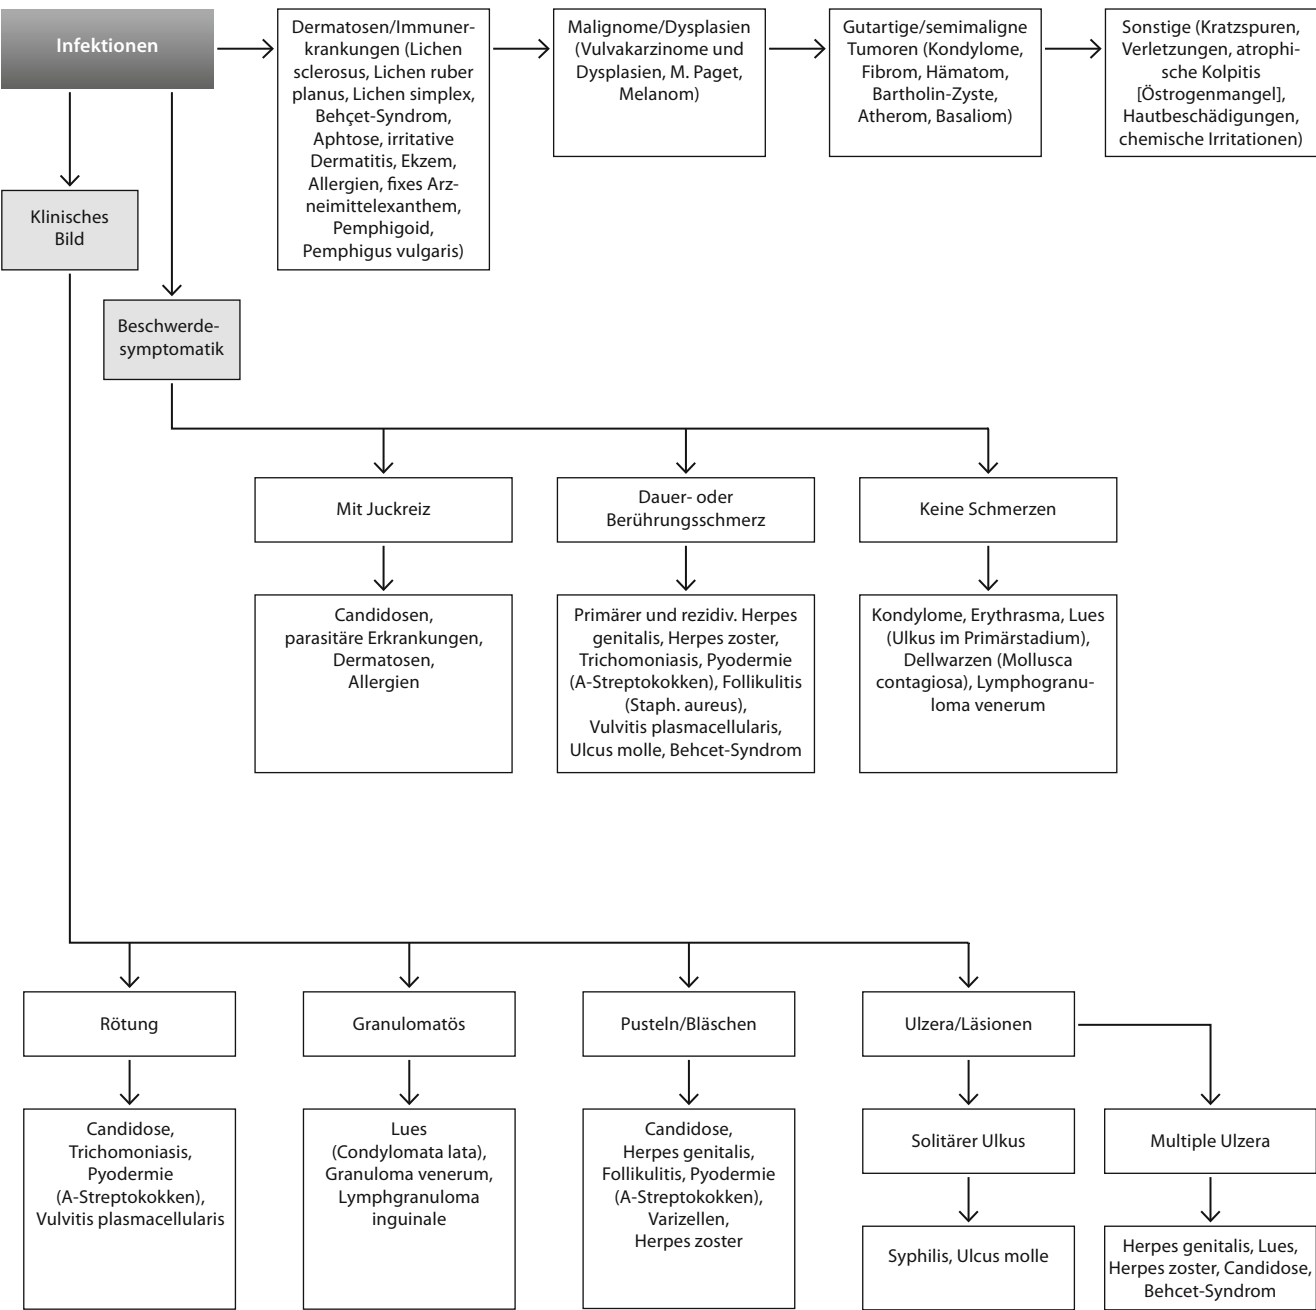 Infektionen
Dermatosen/Immuner-
krankungen (Lichen
sclerosus, Lichen ruber
planus, Lichen simplex,
Behçet-Syndrom,
Aphtose, irritative
Dermatitis, Ekzem,
Allergien, fixes Arz-
neimittelexanthem,
Pemphigoid,
Pemphigus vulgaris)
Malignome/Dysplasien
(Vulvakarzinome und
Dysplasien, M. Paget,
Melanom)
Gutartige/semimaligne
Tumoren (Kondylome,
Fibrom, Hämatom,
Bartholin-Zyste,
Atherom, Basaliom)
Sonstige (Kratzspuren,
Verletzungen, atrophi-
sche Kolpitis
[Östrogenmangel],
Hautbeschädigungen,
chemische Irritationen)
Klinisches
Bild
Beschwerde-
symptomatik
Mit Juckreiz
Dauer- oder
Berührungsschmerz
Keine Schmerzen
Candidosen,
parasitäre Erkrankungen,
Dermatosen,
Allergien
Primärer und rezidiv. Herpes
genitalis, Herpes zoster,
Trichomoniasis, Pyodermie
(A-Streptokokken), Follikulitis
(Staph. aureus),
Vulvitis plasmacellularis,
Ulcus molle, Behcet-Syndrom
Kondylome, Erythrasma, Lues
(Ulkus im Primärstadium),
Dellwarzen (Mollusca
contagiosa), Lymphogranu-
loma venerum
Rötung
Granulomatös
Pusteln/Bläschen
Ulzera/Läsionen
Candidose,
Trichomoniasis,
Pyodermie
(A-Streptokokken),
Vulvitis plasmacellularis
Lues
(Condylomata lata),
Granuloma venerum,
Lymphgranuloma
inguinale
Candidose,
Herpes genitalis,
Follikulitis, Pyodermie
(A-Streptokokken),
Varizellen,
Herpes zoster
Solitärer Ulkus
Multiple Ulzera
Syphilis, Ulcus molle
Herpes genitalis, Lues,
Herpes zoster, Candidose,
Behcet-Syndrom